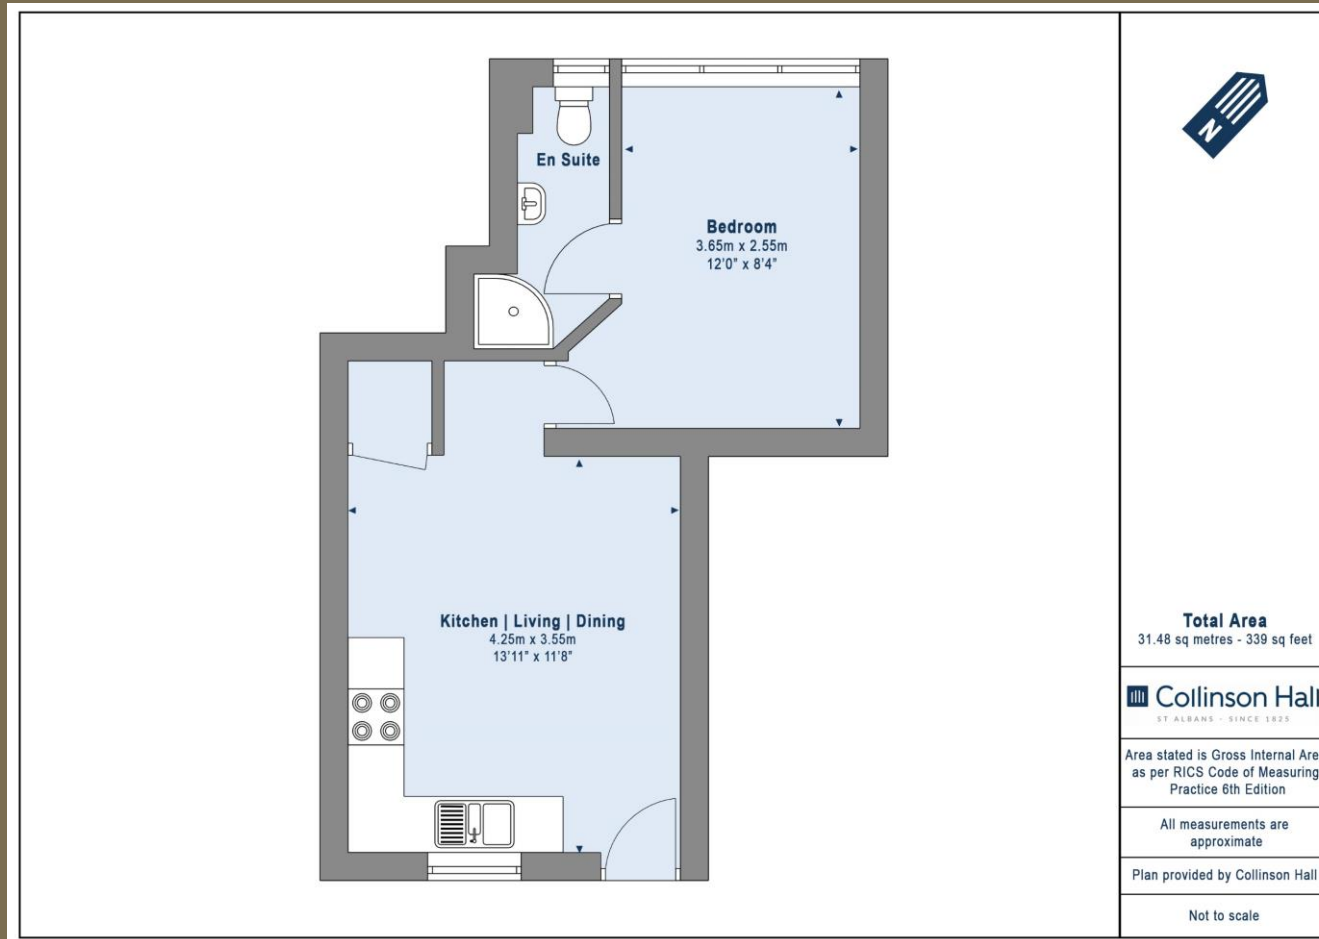 En Suite
Bedroom
3.65m x 2.55m
12'0" x 8'4"
Kitchen | Living | Dining
4.25m x 3.55m
13'11" x 11'8"
N
Total Area
31.48 sq metres - 339 sq feet
Collinson Hall
ST ALBANS - SINCE 1825
Area stated is Gross Internal Are
as per RICS Code of Measuring
Practice 6th Edition
All measurements are
approximate
Plan provided by Collinson Hall
Not to scale